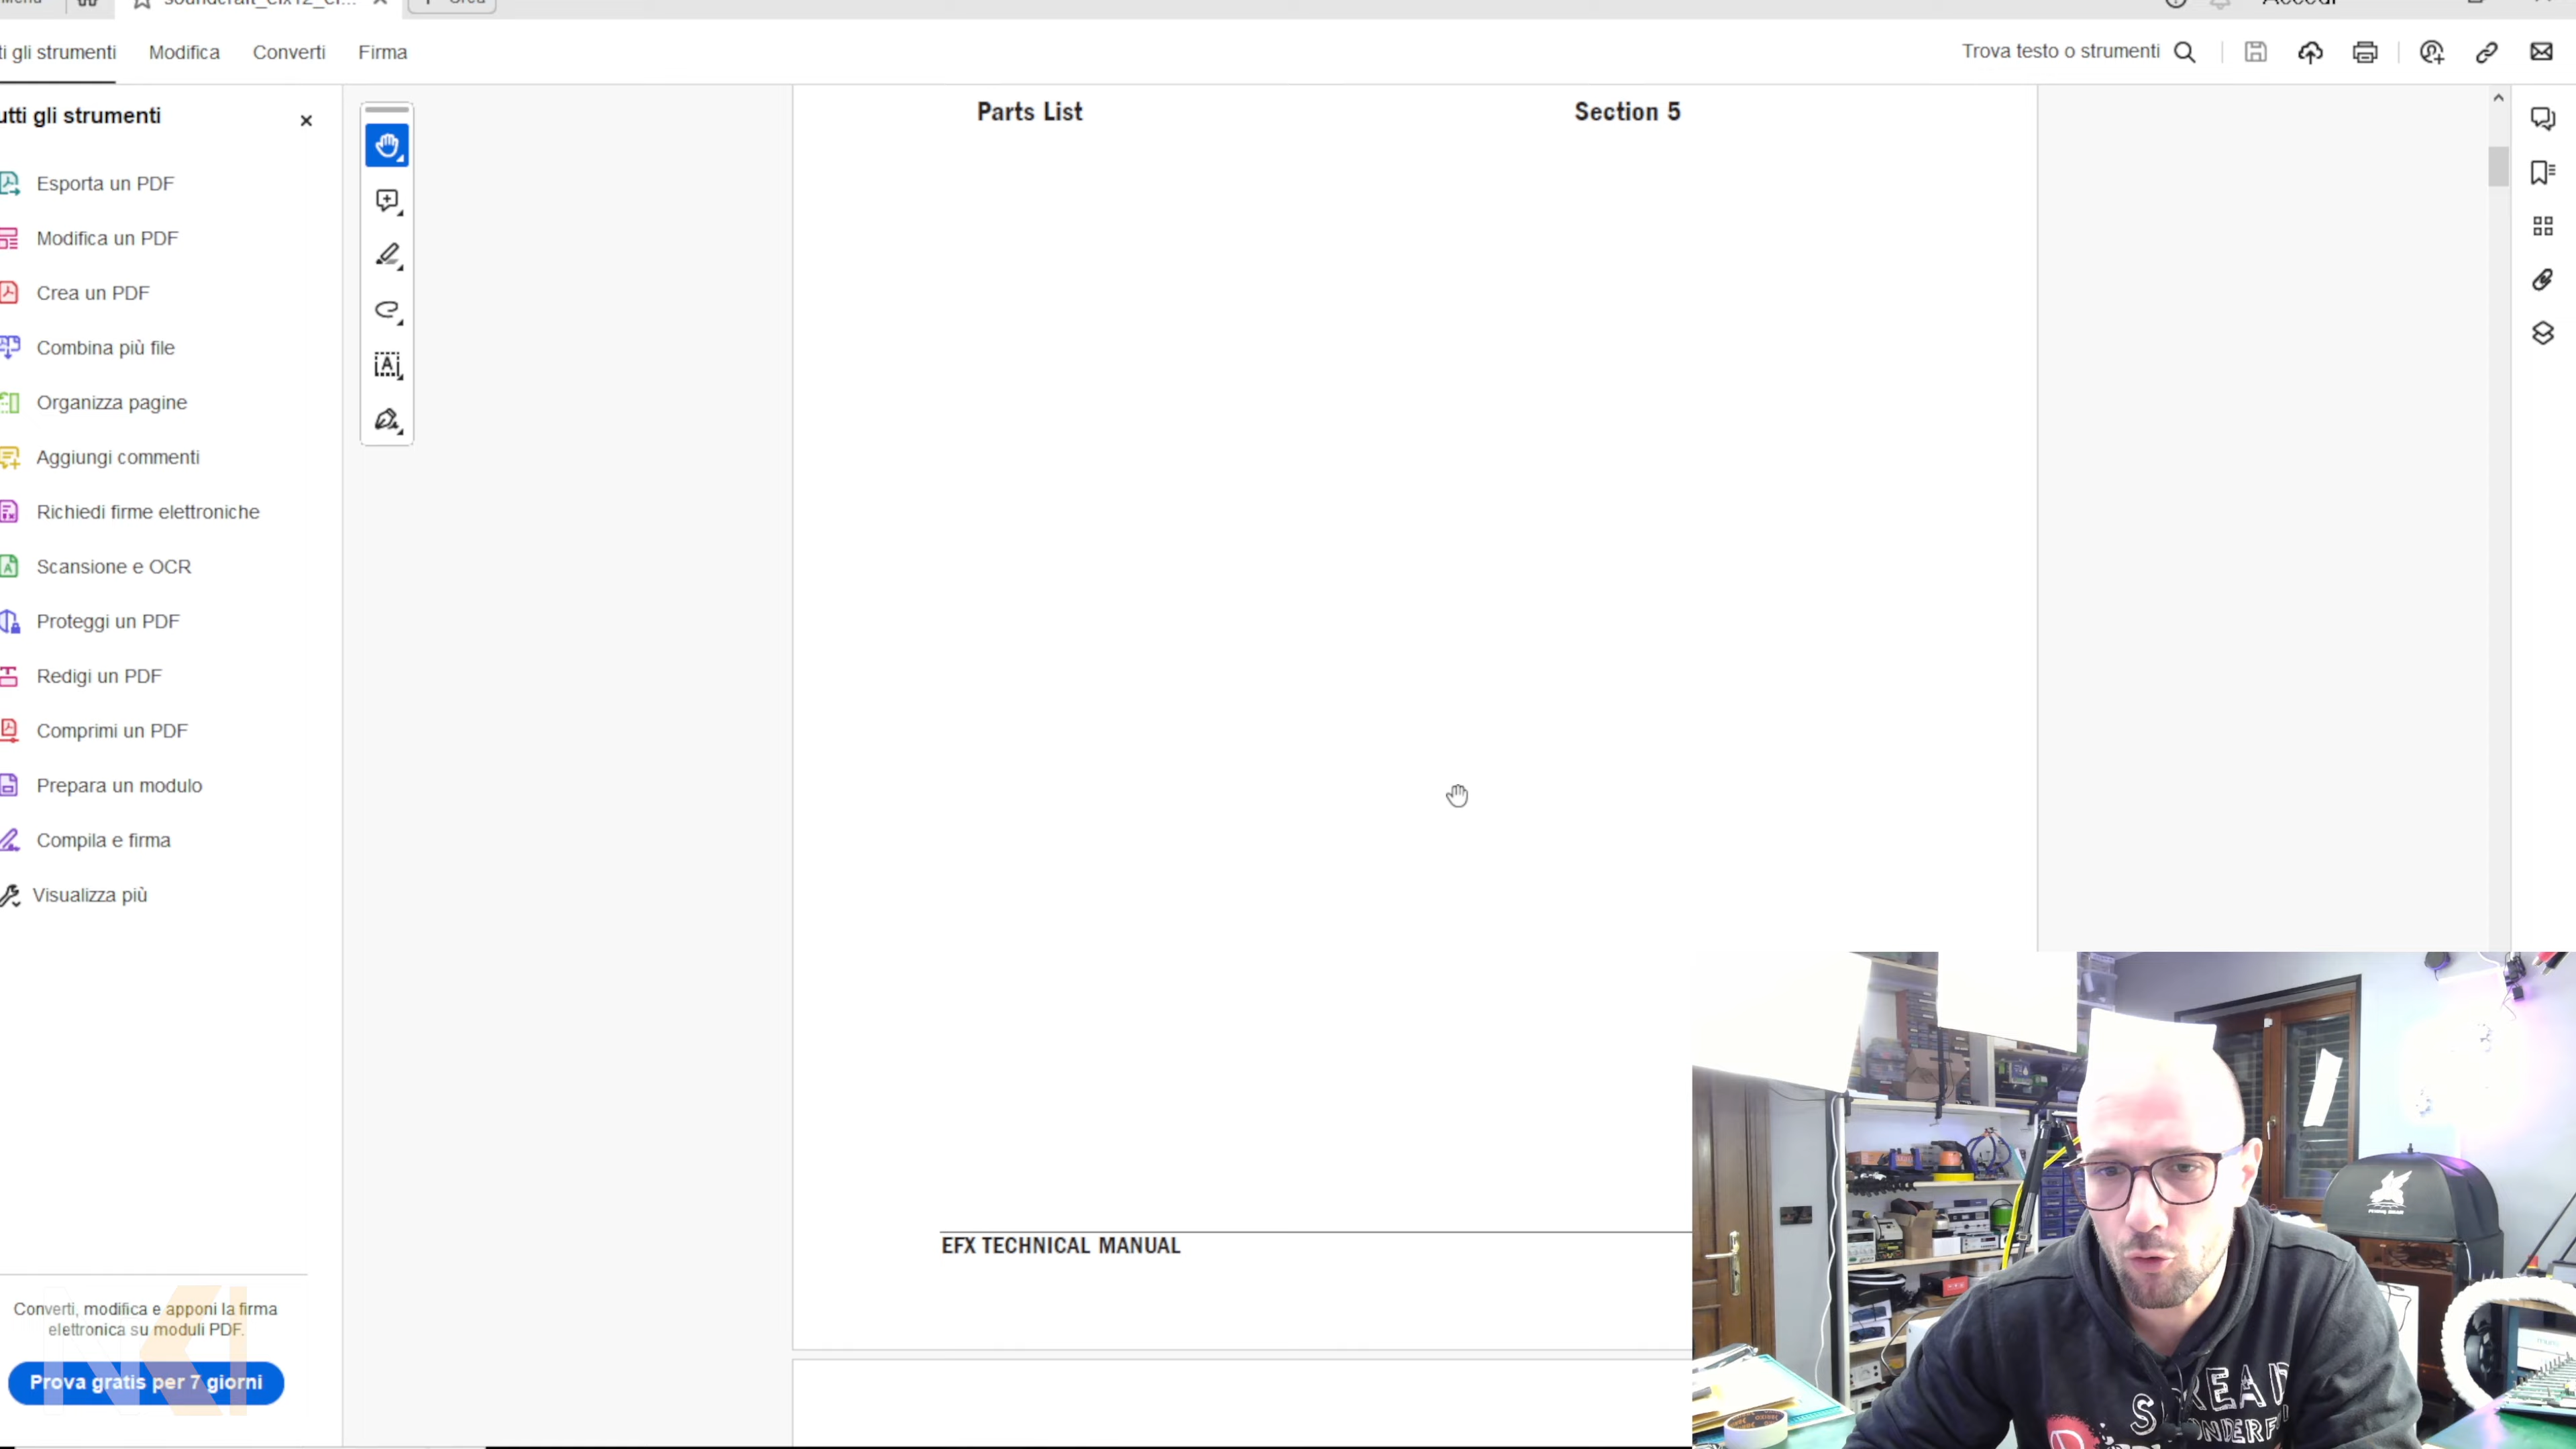 soundcraft_efx12_ef...
gli strumenti
Modifica
Converti
Firma
Trova testo o strumenti
gli strumenti
Esporta un PDF
Modifica un PDF
Crea un PDF
Combina più file
Organizza pagine
Aggiungi commenti
Richiedi firme elettroniche
Scansione e OCR
Proteggi un PDF
Redigi un PDF
Comprimi un PDF
Prepara un modulo
Compila e firma
Visualizza più
Converti, modifica e apponi la firma
elettronica su moduli PDF.
Prova gratis per 7 giorni
Parts List
Section 5
EFX TECHNICAL MANUAL